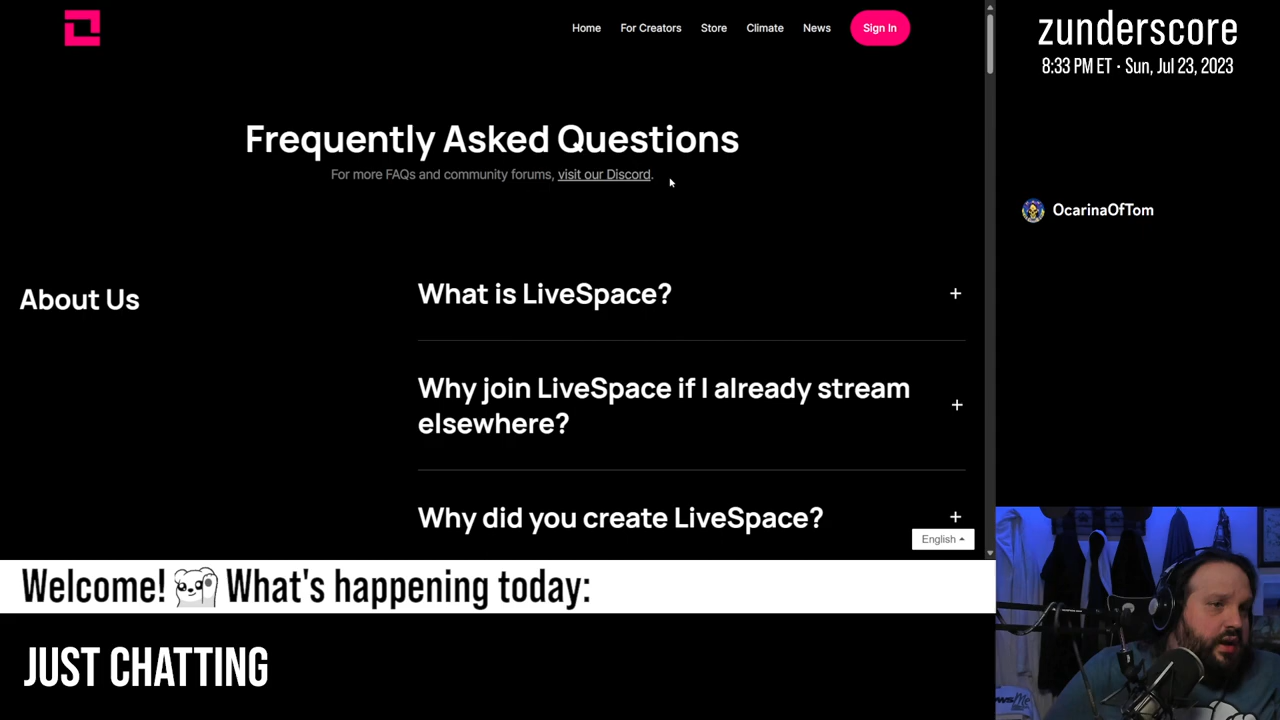 Home
For Creators
Store
Climate
News
Sign In
zunderscore
8:33 PM ET · Sun, Jul 23, 2023
Frequently Asked Questions
For more FAQs and community forums, visit our Discord.
OcarinaOfTom
About Us
What is LiveSpace?
+
Why join LiveSpace if I already stream
elsewhere?
+
Why did you create LiveSpace?
+
English
Welcome! What's happening today:
JUST CHATTING